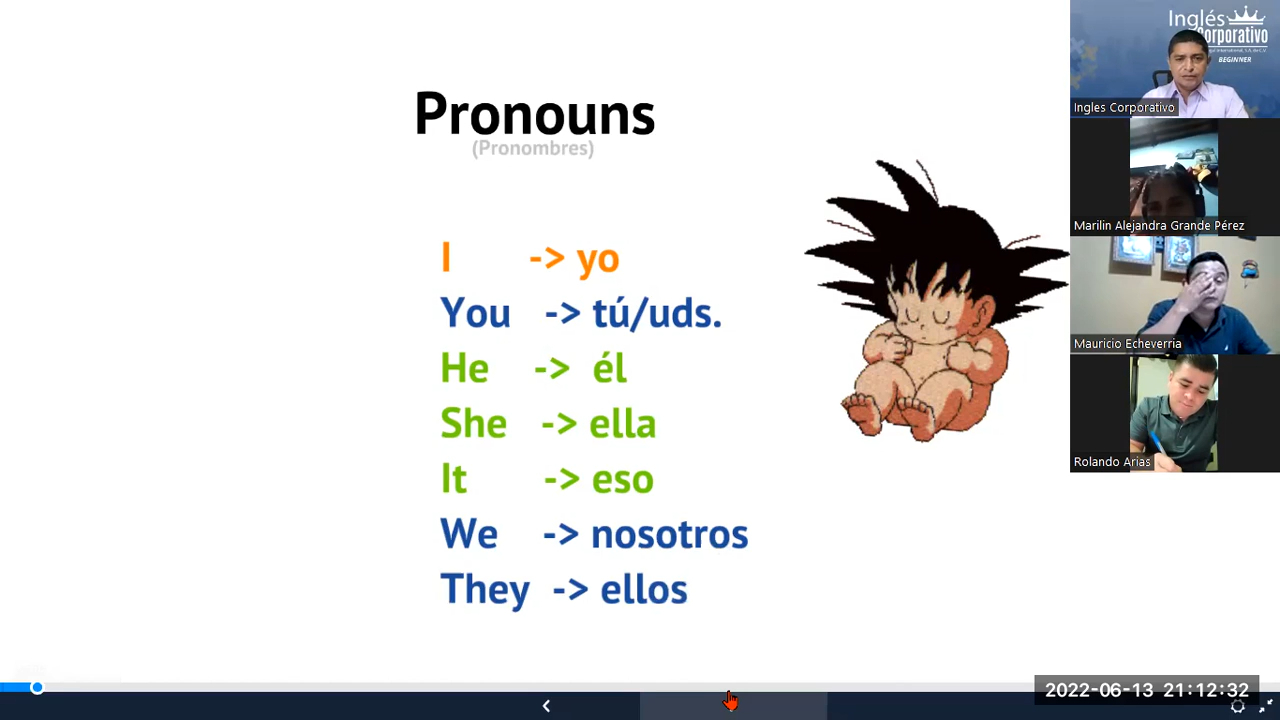 Pronouns
(Pronombres)
I -> yo
You -> tú/uds.
He -> él
She -> ella
It -> eso
We -> nosotros
They -> ellos
Inglés
Corporativo
BEGINNER
Ingles Corporativo
Marilin Alejandra Grande Pérez
Mauricio Echeverria
Rolando Arias
2022-06-13 21:12:32